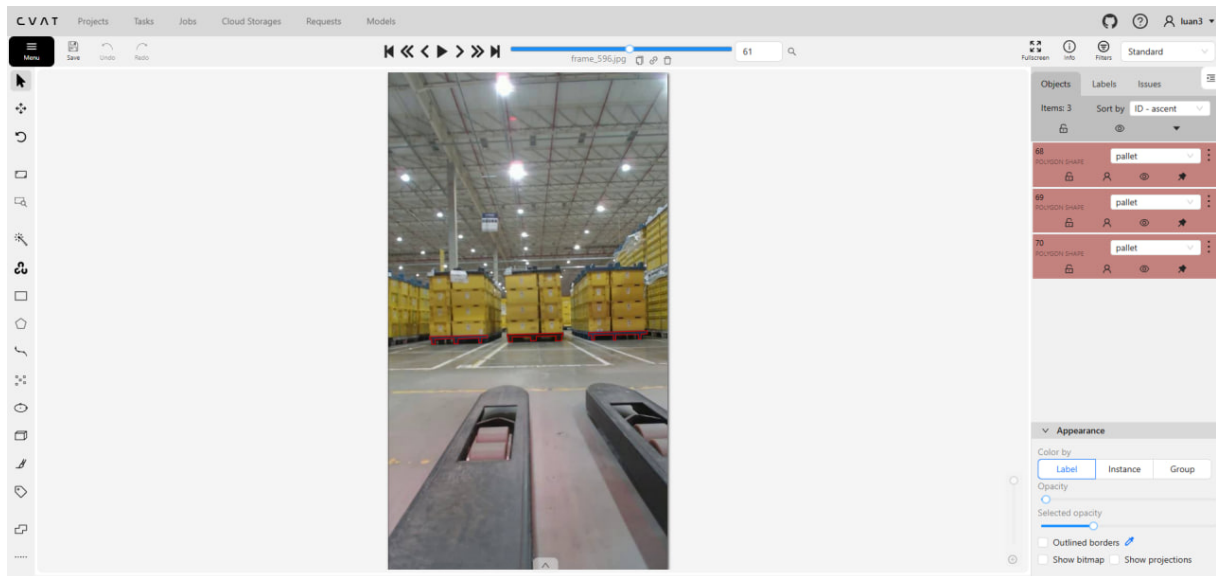 CVAT Projects Tasks Jobs Cloud Storages Requests Models luan3
Menu Save Undo Redo 61 Fullscreen Info Filters Standard
frame_596.jpg
Objects Labels Issues
Items: 3 Sort by ID - ascent
68 pallet
POLYGON SHAPE
69 pallet
POLYGON SHAPE
70 pallet
POLYGON SHAPE
Appearance
Color by
Label Instance Group
Opacity
Selected opacity
Outlined borders
Show bitmap Show projections